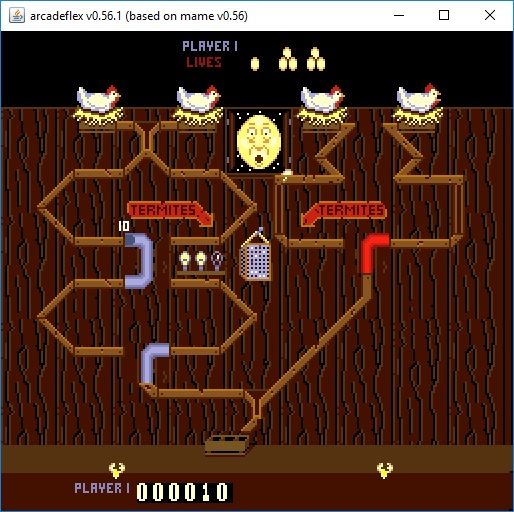 arcadeflex v0.56.1 (based on mame v0.56)
PLAYER 1
LIVES
TERMITES TERMITES
10
PLAYER 1 000010